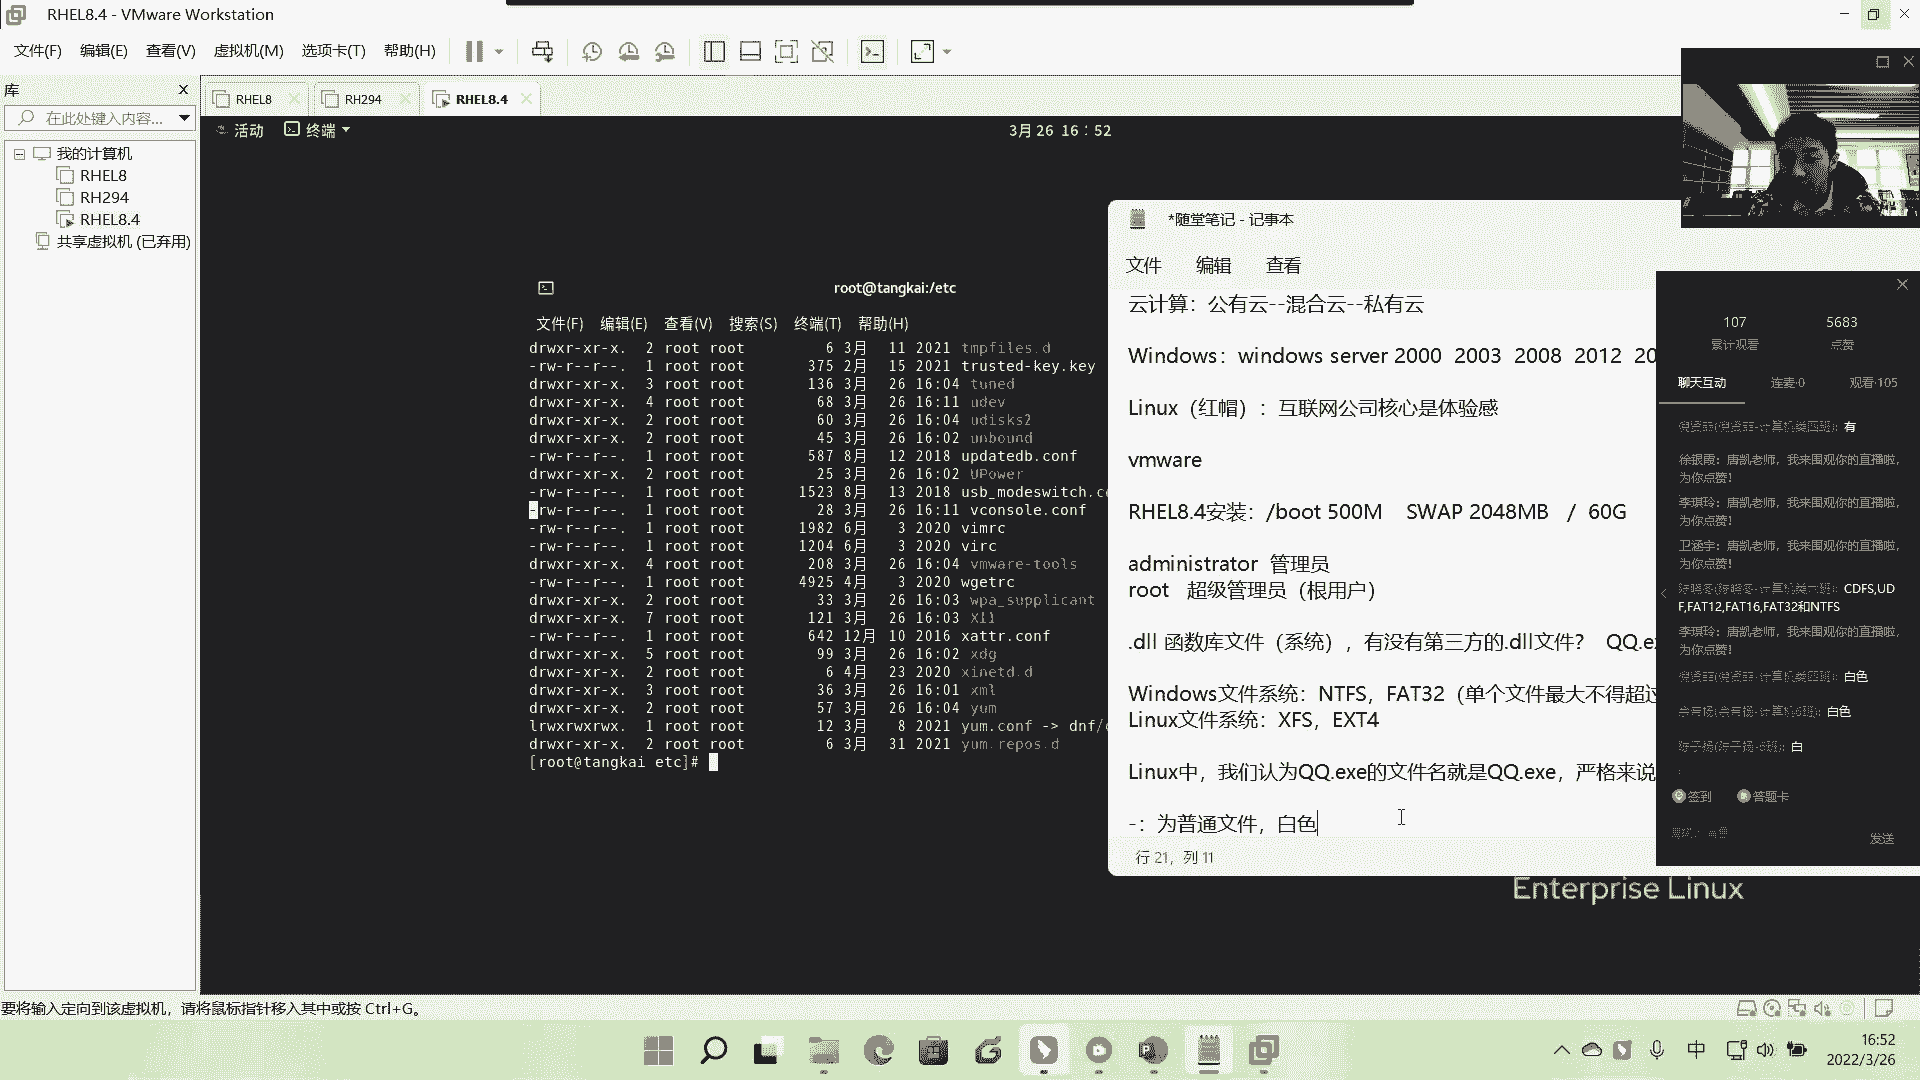 RHEL8.4 - VMware Workstation
文件(F) 编辑(E) 查看(V) 虚拟机(M) 选项卡(T) 帮助(H)
库
在此处键入内容...
我的计算机
RHEL8
RH294
RHEL8.4
共享虚拟机 (已弃用)
RHEL8 RH294 RHEL8.4
活动 终端 3月 26 16：52
root@tangkai:/etc
文件(F) 编辑(E) 查看(V) 搜索(S) 终端(T) 帮助(H)
drwxr-xr-x. 2 root root 6 3月 11 2021 tmpfiles.d
-rw-r--r--. 1 root root 375 2月 15 2021 trusted-key.key
drwxr-xr-x. 3 root root 136 3月 26 16:04 tuned
drwxr-xr-x. 4 root root 68 3月 26 16:11 udev
drwxr-xr-x. 2 root root 60 3月 26 16:04 udisks2
drwxr-xr-x. 2 root root 45 3月 26 16:02 unbound
-rw-r--r--. 1 root root 587 8月 12 2018 updatedb.conf
drwxr-xr-x. 2 root root 25 3月 26 16:02 UPower
-rw-r--r--. 1 root root 1523 8月 13 2018 usb_modeswitch.c
-rw-r--r--. 1 root root 28 3月 26 16:11 vconsole.conf
-rw-r--r--. 1 root root 1982 6月 3 2020 vimrc
-rw-r--r--. 1 root root 1204 6月 3 2020 virc
drwxr-xr-x. 4 root root 208 3月 26 16:04 vmware-tools
-rw-r--r--. 1 root root 4925 4月 3 2020 wgetrc
drwxr-xr-x. 2 root root 33 3月 26 16:03 wpa_supplicant
drwxr-xr-x. 7 root root 121 3月 26 16:03 X11
-rw-r--r--. 1 root root 642 12月 10 2016 xattr.conf
drwxr-xr-x. 5 root root 99 3月 26 16:02 xdg
drwxr-xr-x. 2 root root 6 4月 23 2020 xinetd.d
drwxr-xr-x. 3 root root 36 3月 26 16:01 xml
drwxr-xr-x. 2 root root 57 3月 26 16:04 yum
lrwxrwxrwx. 1 root root 12 3月 8 2021 yum.conf -> dnf/
drwxr-xr-x. 2 root root 6 3月 31 2021 yum.repos.d
[root@tangkai etc]#
*随堂笔记 - 记事本
文件 编辑 查看
云计算：公有云--混合云--私有云
Windows：windows server 2000 2003 2008 2012 20
Linux（红帽）：互联网公司核心是体验感
vmware
RHEL8.4安装：/boot 500M SWAP 2048MB / 60G
administrator 管理员
root 超级管理员（根用户）
.dll 函数库文件（系统），有没有第三方的.dll文件? QQ.e
Windows文件系统：NTFS，FAT32（单个文件最大不得超过
Linux文件系统：XFS，EXT4
Linux中，我们认为QQ.exe的文件名就是QQ.exe，严格来说
-：为普通文件，白色
行 21，列 11
107 5683
累计观看 点赞
聊天互动 连麦·0 观看·105
有
徐银霞：唐凯老师，我来围观你的直播啦，
为你点赞！
李琪玲：唐凯老师，我来围观你的直播啦，
为你点赞！
卫涵宇：唐凯老师，我来围观你的直播啦，
为你点赞！
CDFS,UD
F,FAT12,FAT16,FAT32和NTFS
李琪玲：唐凯老师，我来围观你的直播啦，
为你点赞！
白色
白色
白
签到 答题卡
发送
Enterprise Linux
要将输入定向到该虚拟机，请将鼠标指针移入其中或按 Ctrl+G。
中
16:52
2022/3/26